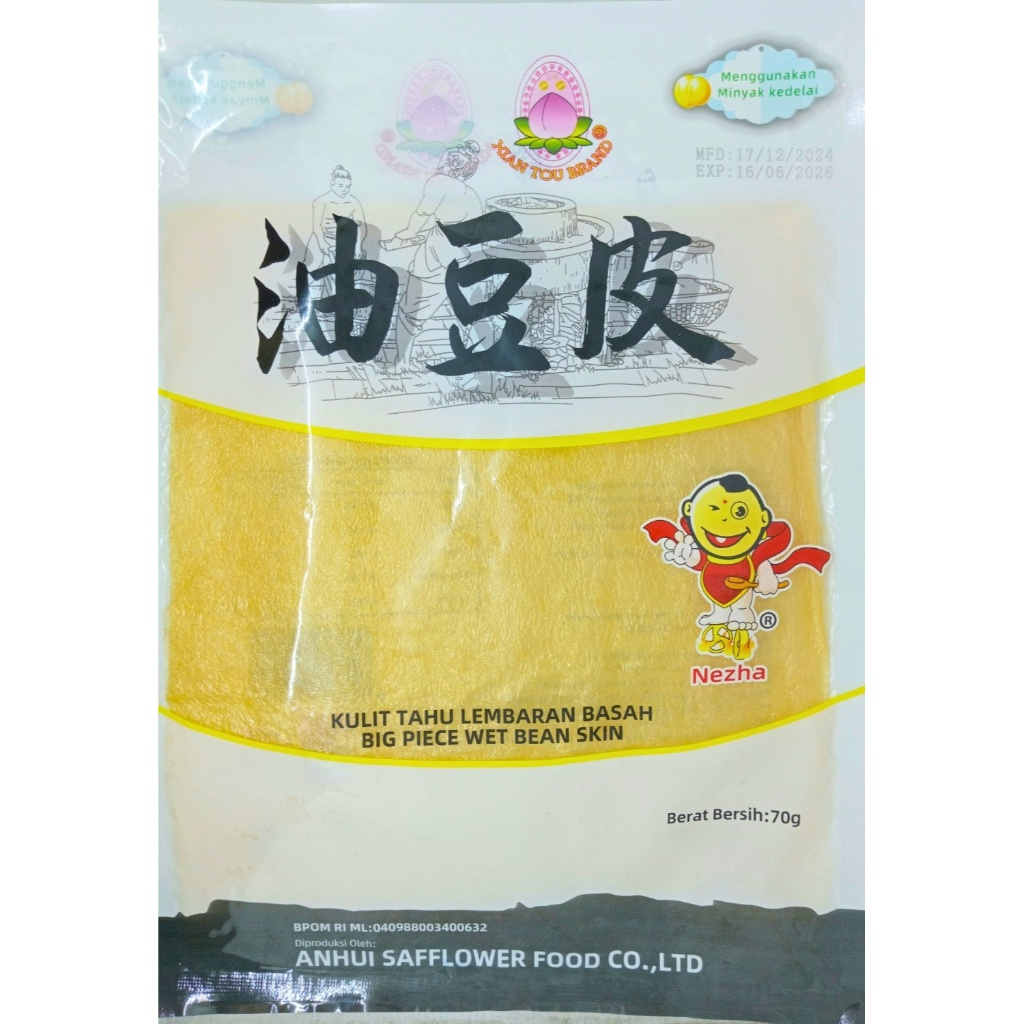 Menggunakan
Minyak kedelai
XIAN TOU BRAND
®
MFD:17/12/2024
EXP:16/06/2026
油豆皮
®
Nezha
KULIT TAHU LEMBARAN BASAH
BIG PIECE WET BEAN SKIN
Berat Bersih:70g
BPOM RI ML:040988003400632
Diproduksi Oleh:
ANHUI SAFFLOWER FOOD CO.,LTD